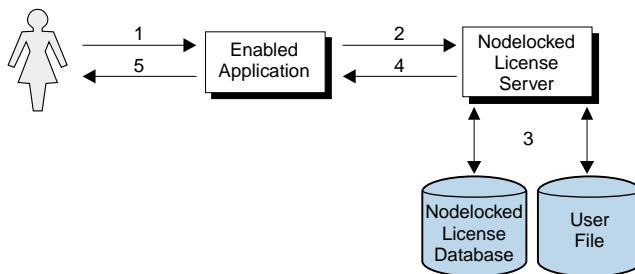 1
5
Enabled
Application
2
4
Nodelocked
License
Server
3
Nodelocked
License
Database
User
File